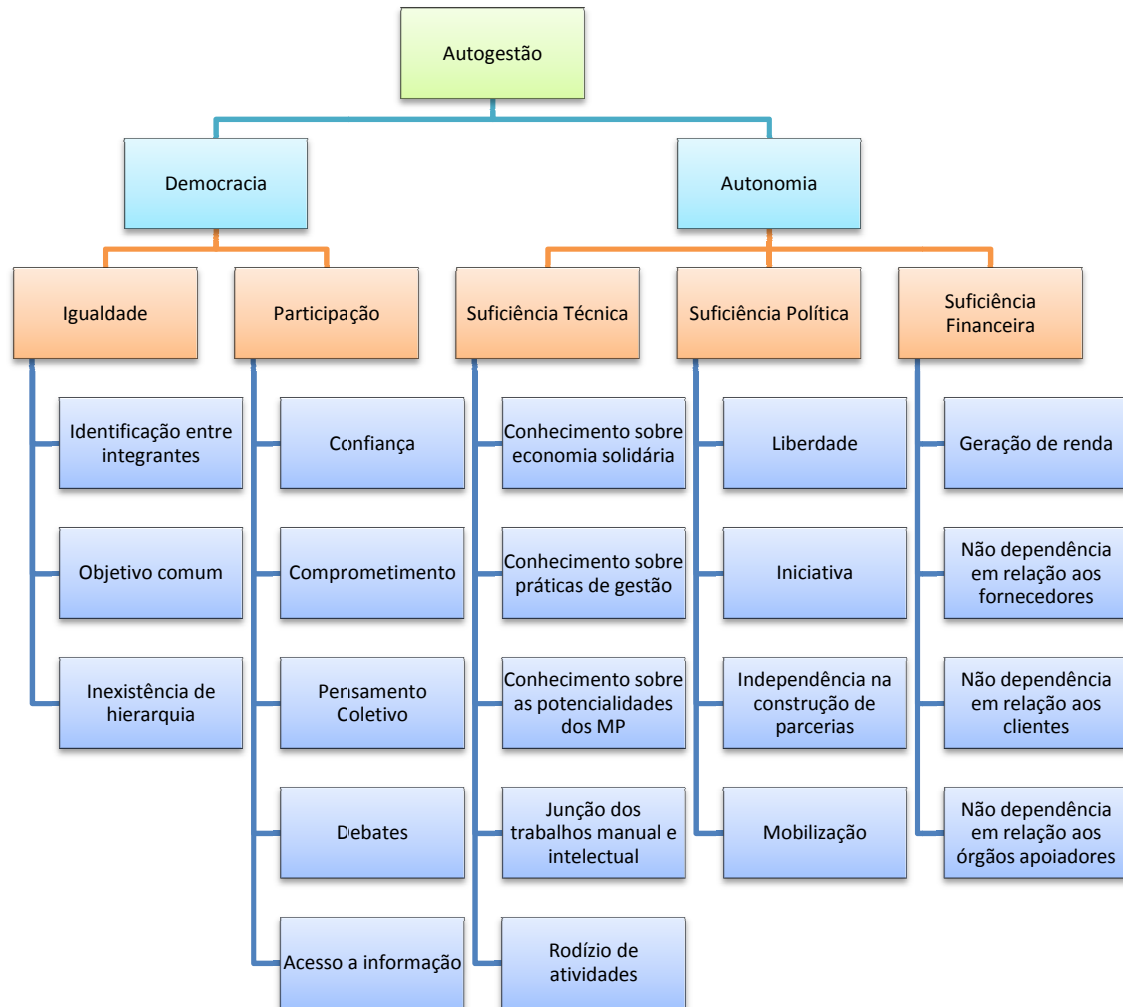 Autogestão
Democracia
Autonomia
Igualdade
Participação
Suficiência Técnica
Suficiência Política
Suficiência
Financeira
Identificação entre
integrantes
Objetivo comum
Inexistência de
hierarquia
Confiança
Comprometimento
Pensamento
Coletivo
Debates
Acesso a informação
Conhecimento sobre
economia solidária
Conhecimento sobre
práticas de gestão
Conhecimento sobre
as potencialidades
dos MP
Junção dos
trabalhos manual e
intelectual
Rodízio de
atividades
Liberdade
Iniciativa
Independência na
construção de
parcerias
Mobilização
Geração de renda
Não dependência
em relação aos
fornecedores
Não dependência
em relação aos
clientes
Não dependência
em relação aos
órgãos apoiadores